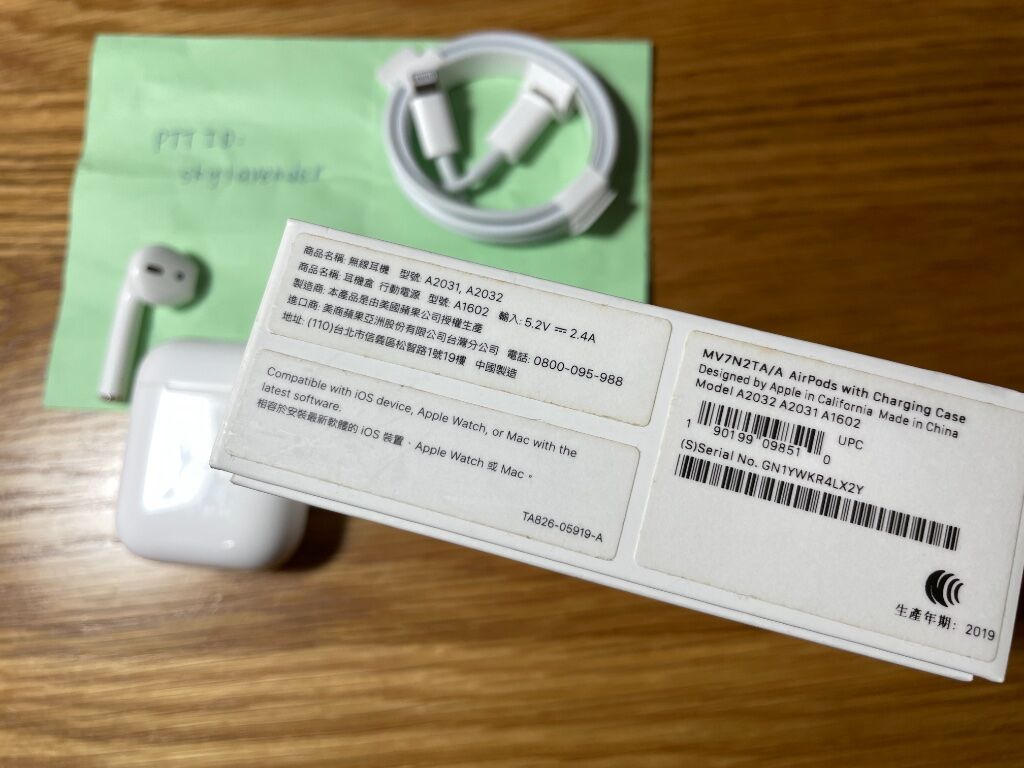 PTT ID:
skylavender
商品名稱: 無線耳機 型號: A2031, A2032
商品名稱: 耳機盒 行動電源 型號: A1602 輸入: 5.2V ⎓ 2.4A
製造商: 本產品是由美國蘋果公司授權生產
進口商: 美商蘋果亞洲股份有限公司台灣分公司 電話: 0800-095-988
地址: (110)台北市信義區松智路1號19樓 中國製造
Compatible with iOS device, Apple Watch, or Mac with the
latest software.
相容於安裝最新軟體的 iOS 裝置、Apple Watch 或 Mac。
TA826-05919-A
MV7N2TA/A AirPods with Charging Case
Designed by Apple in California Made in China
Model A2032 A2031 A1602
UPC
1 90199 09851 0
(S)Serial No. GN1YWKR4LX2Y
生產年期: 2019